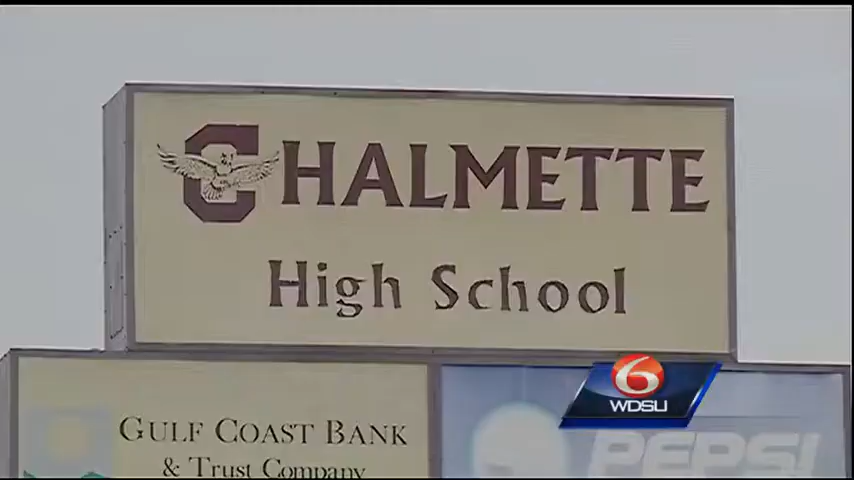 CHALMETTE
High School
6
WDSU
GULF COAST BANK
& TRUST COMPANY
PEPSI